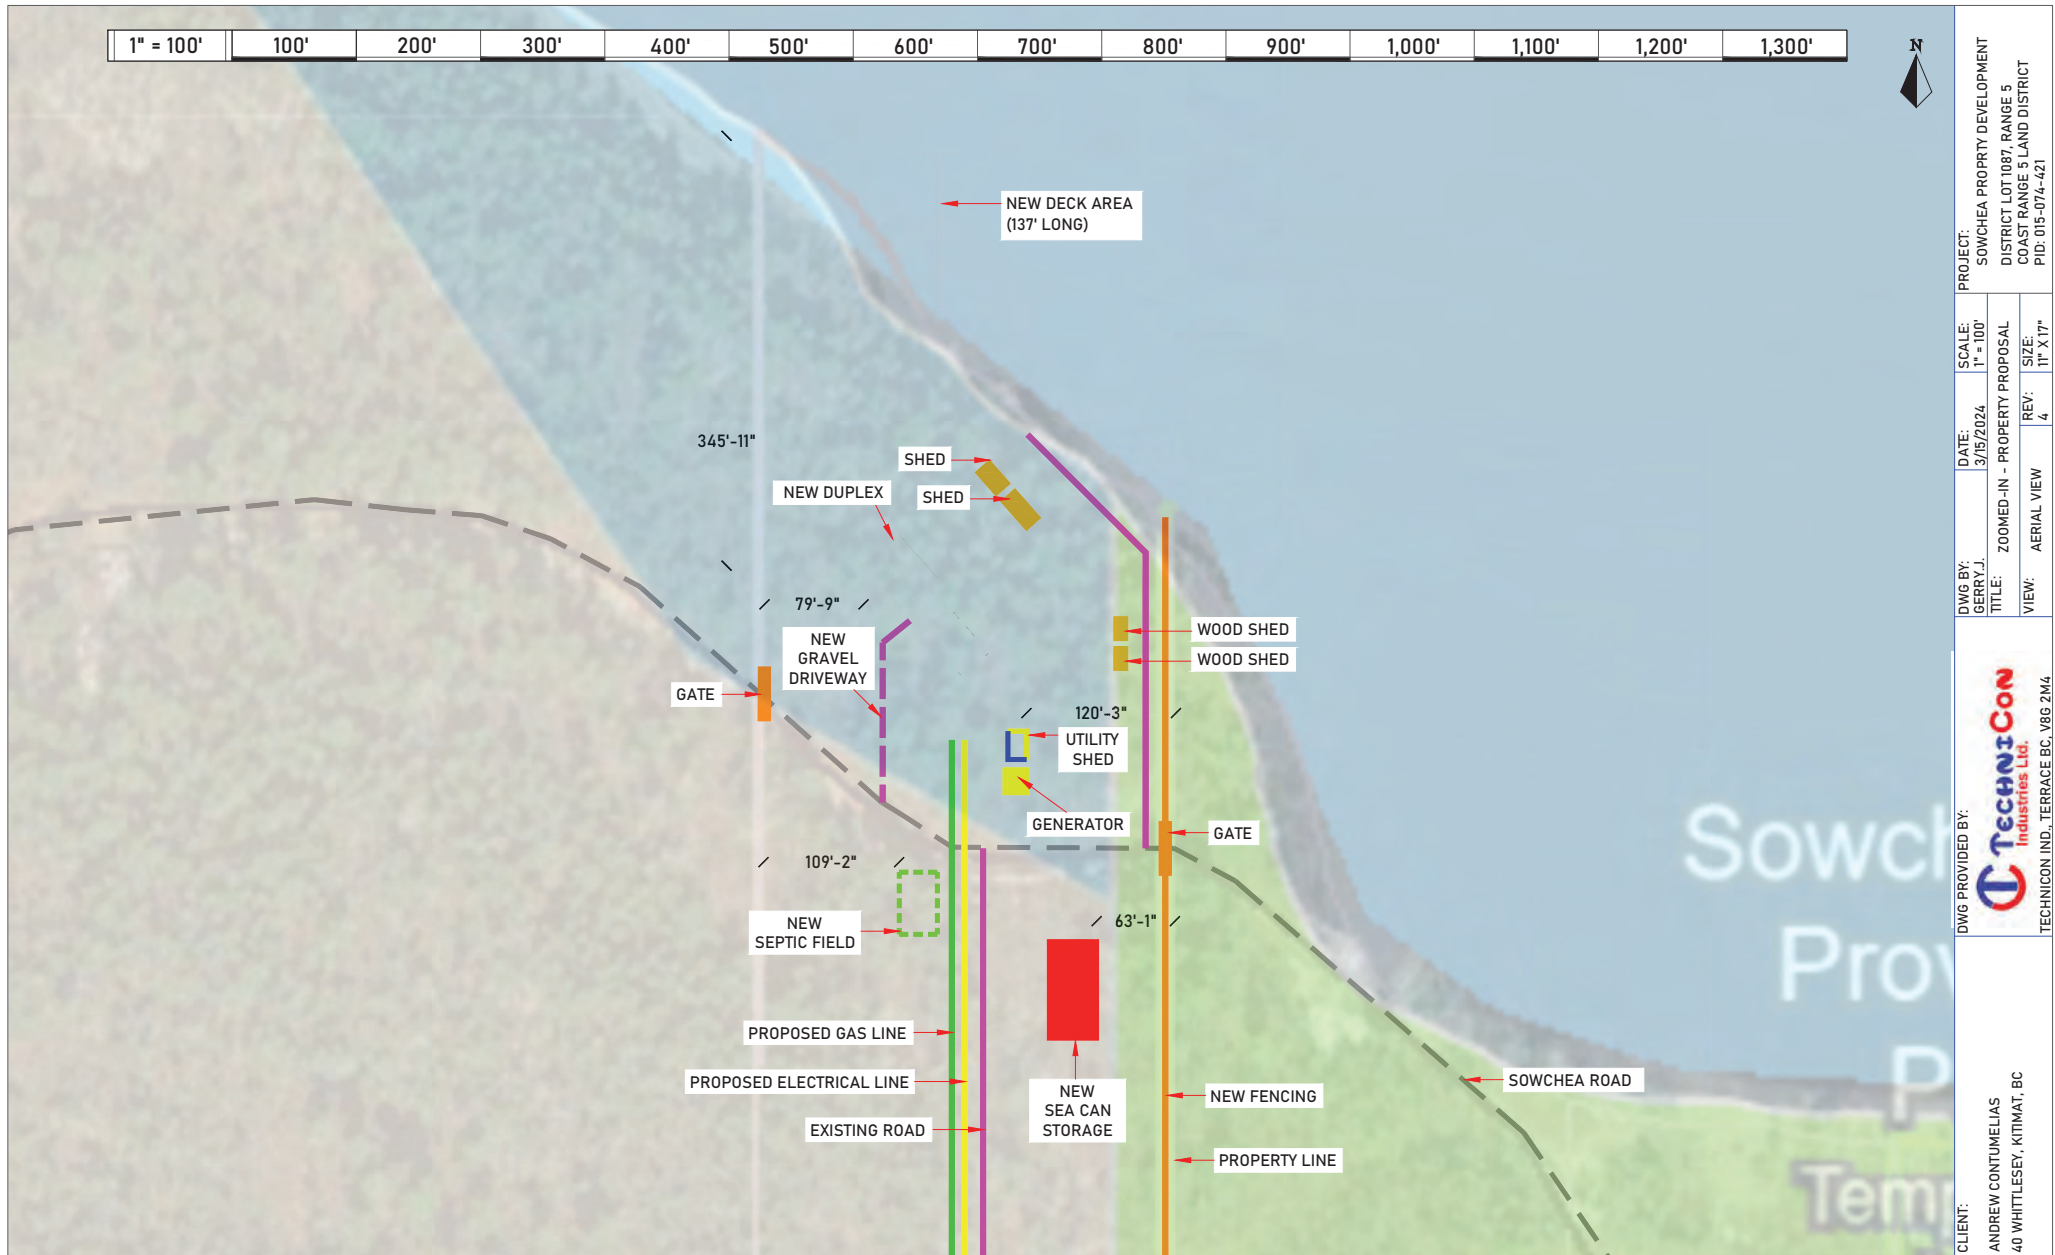 1" = 100' 100' 200' 300' 400' 500' 600' 700' 800' 900' 1,000' 1,100' 1,200' 1,300'
N
NEW DECK AREA
(137' LONG)
345'-11"
SHED
NEW DUPLEX
SHED
79'-9"
NEW
GRAVEL
DRIVEWAY
WOOD SHED
WOOD SHED
GATE
120'-3"
UTILITY
SHED
GENERATOR
GATE
109'-2"
NEW
SEPTIC FIELD
63'-1"
PROPOSED GAS LINE
PROPOSED ELECTRICAL LINE
EXISTING ROAD
NEW
SEA CAN
STORAGE
NEW FENCING
SOWCHEA ROAD
PROPERTY LINE
Sowch
Prov
P
Temp
PROJECT:
SOWCHEA PROPRTY DEVELOPMENT
DISTRICT LOT 1087, RANGE 5
COAST RANGE 5 LAND DISTRICT
PID: 015-074-421
DWG BY:
GERRY.J.
DATE:
3/15/2024
SCALE:
1" = 100'
TITLE:
ZOOMED-IN - PROPERTY PROPOSAL
VIEW:
AERIAL VIEW
REV:
4
SIZE:
11" X 17"
DWG PROVIDED BY:
TECHNICON
Industries Ltd.
TECHNICON IND., TERRACE BC, V8G 2M4
CLIENT:
ANDREW CONTUMELIAS
40 WHITTLESEY, KITIMAT, BC